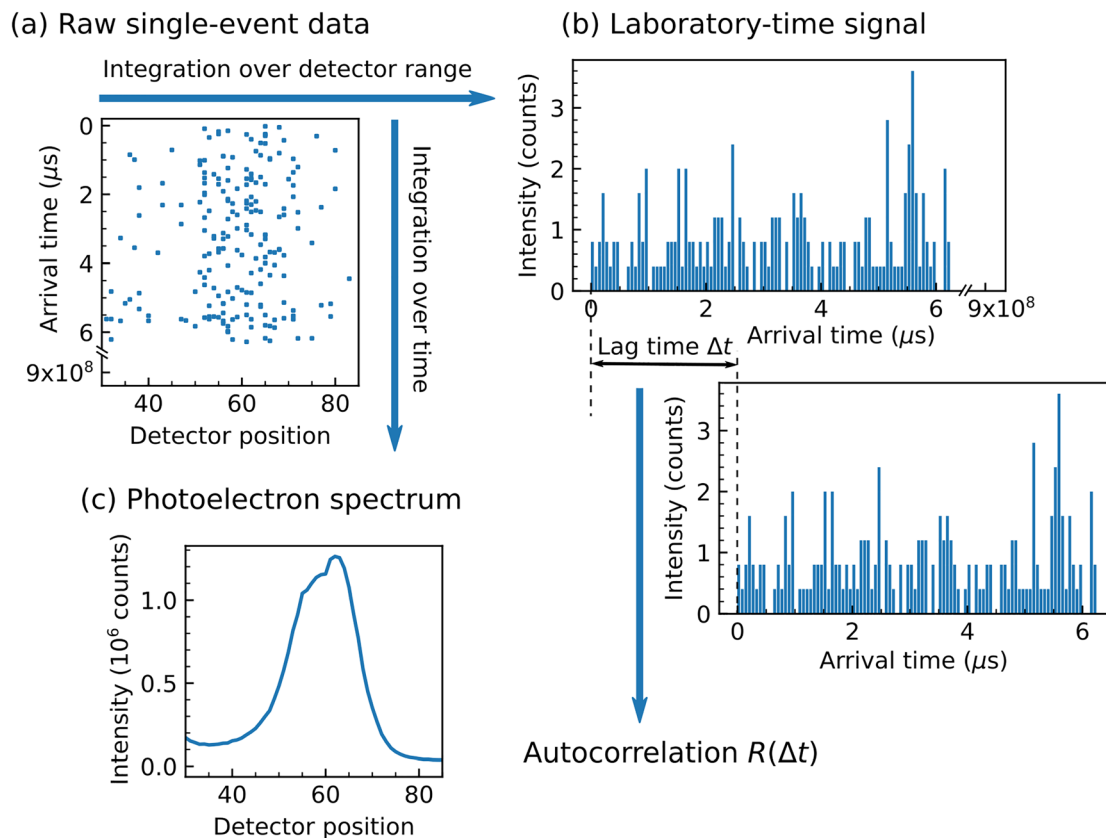 (a) Raw single-event data
Integration over detector range
Arrival time (μs)
0
2
4
6
9x10⁸
40
60
80
Detector position
Integration over time
(b) Laboratory-time signal
Intensity (counts)
3
2
1
0
0
2
4
6
9x10⁸
Arrival time (μs)
Lag time Δt
Intensity (counts)
3
2
1
0
0
2
4
6
Arrival time (μs)
Autocorrelation R(Δt)
(c) Photoelectron spectrum
Intensity (10⁶ counts)
1.0
0.5
0.0
40
60
80
Detector position